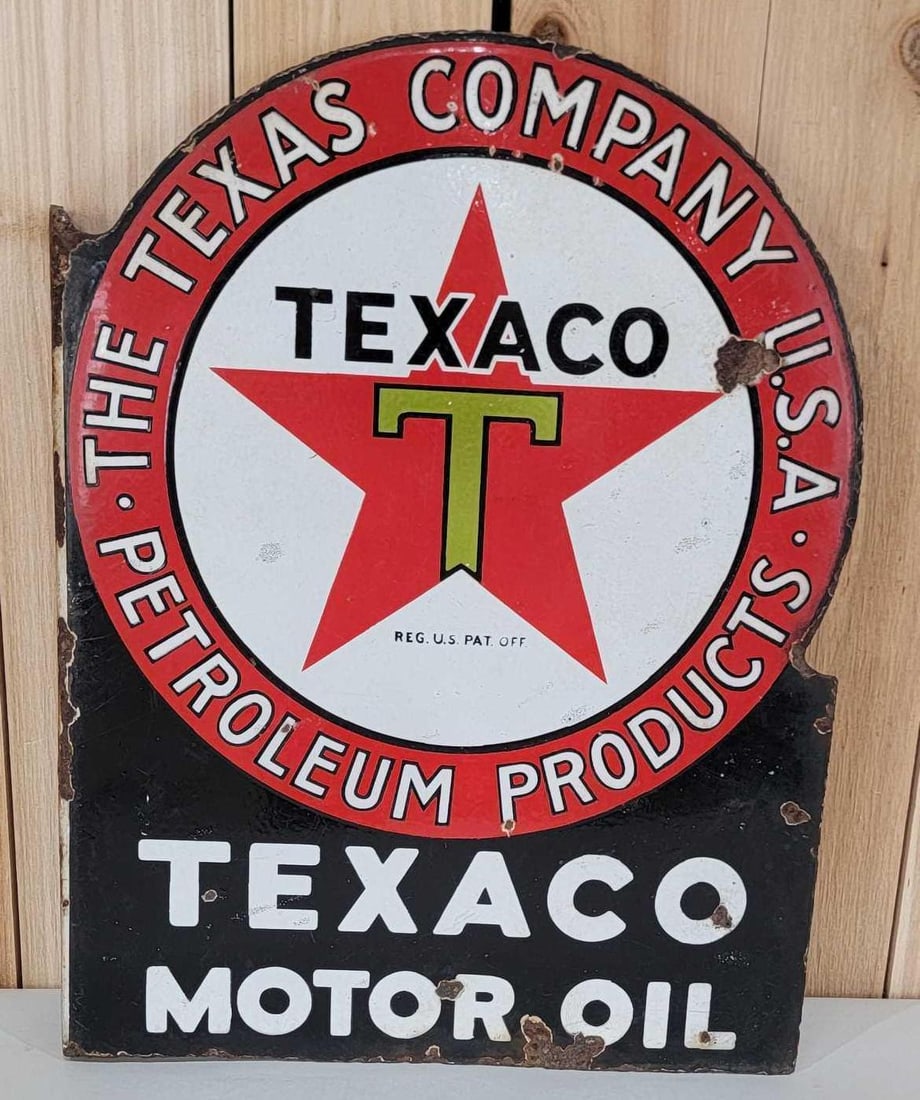 THE TEXAS COMPANY U.S.A
· PETROLEUM PRODUCTS ·
TEXACO
T
REG. U.S. PAT. OFF
TEXACO
MOTOR OIL